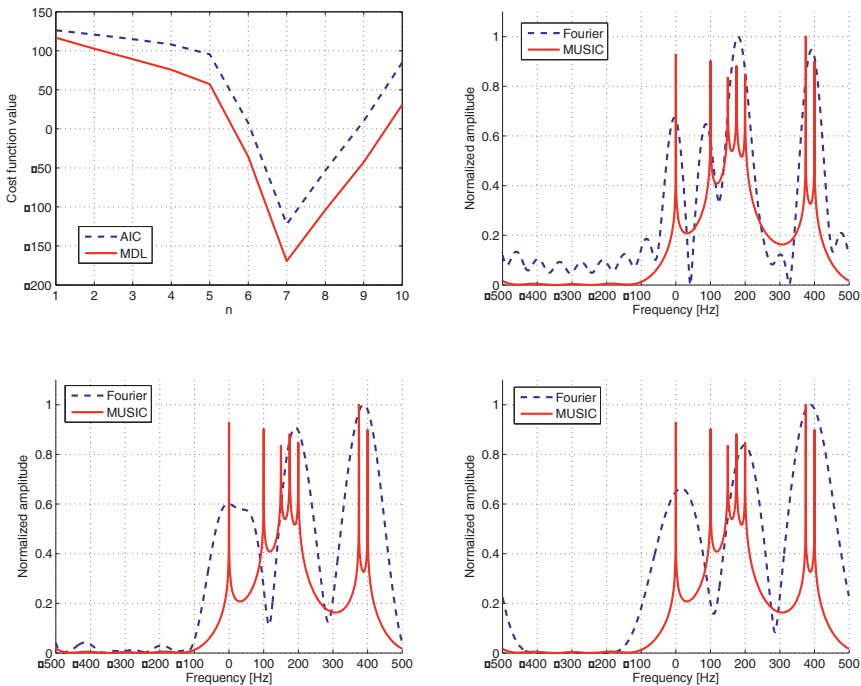 150
100
50
0
□50
□100
□150
□200
Cost function value
AIC
MDL
1 2 3 4 5 6 7 8 9 10
n
Fourier
MUSIC
1
0.8
0.6
0.4
0.2
0
Normalized amplitude
□500 □400 □300 □200 □100 0 100 200 300 400 500
Frequency [Hz]
Fourier
MUSIC
1
0.8
0.6
0.4
0.2
0
Normalized amplitude
□500 □400 □300 □200 □100 0 100 200 300 400 500
Frequency [Hz]
Fourier
MUSIC
1
0.8
0.6
0.4
0.2
0
Normalized amplitude
□500 □400 □300 □200 □100 0 100 200 300 400 500
Frequency [Hz]